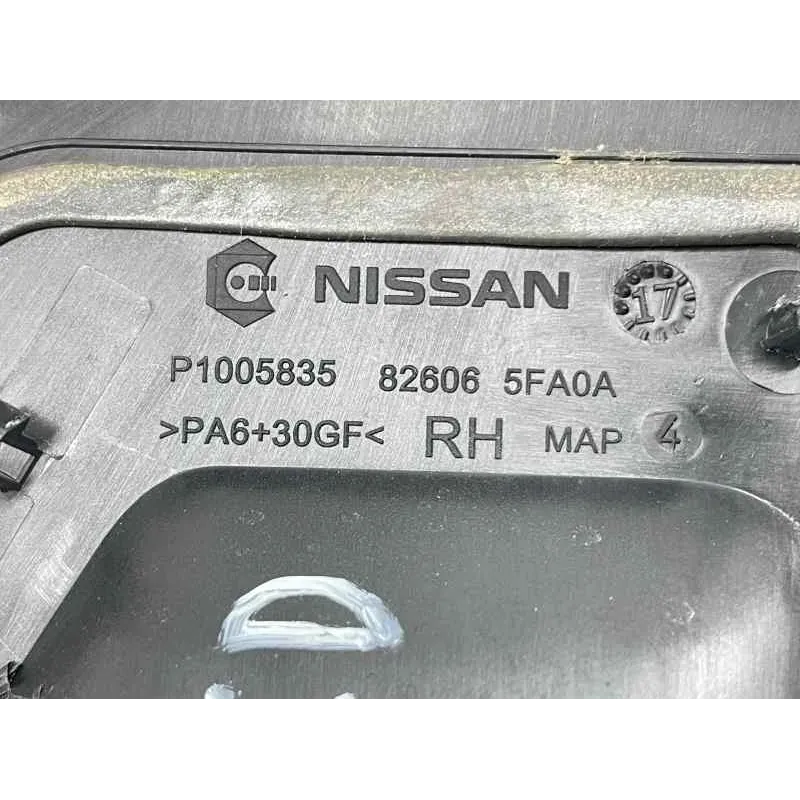 NISSAN 17
P1005835 82606 5FA0A
>PA6+30GF< RH MAP 4